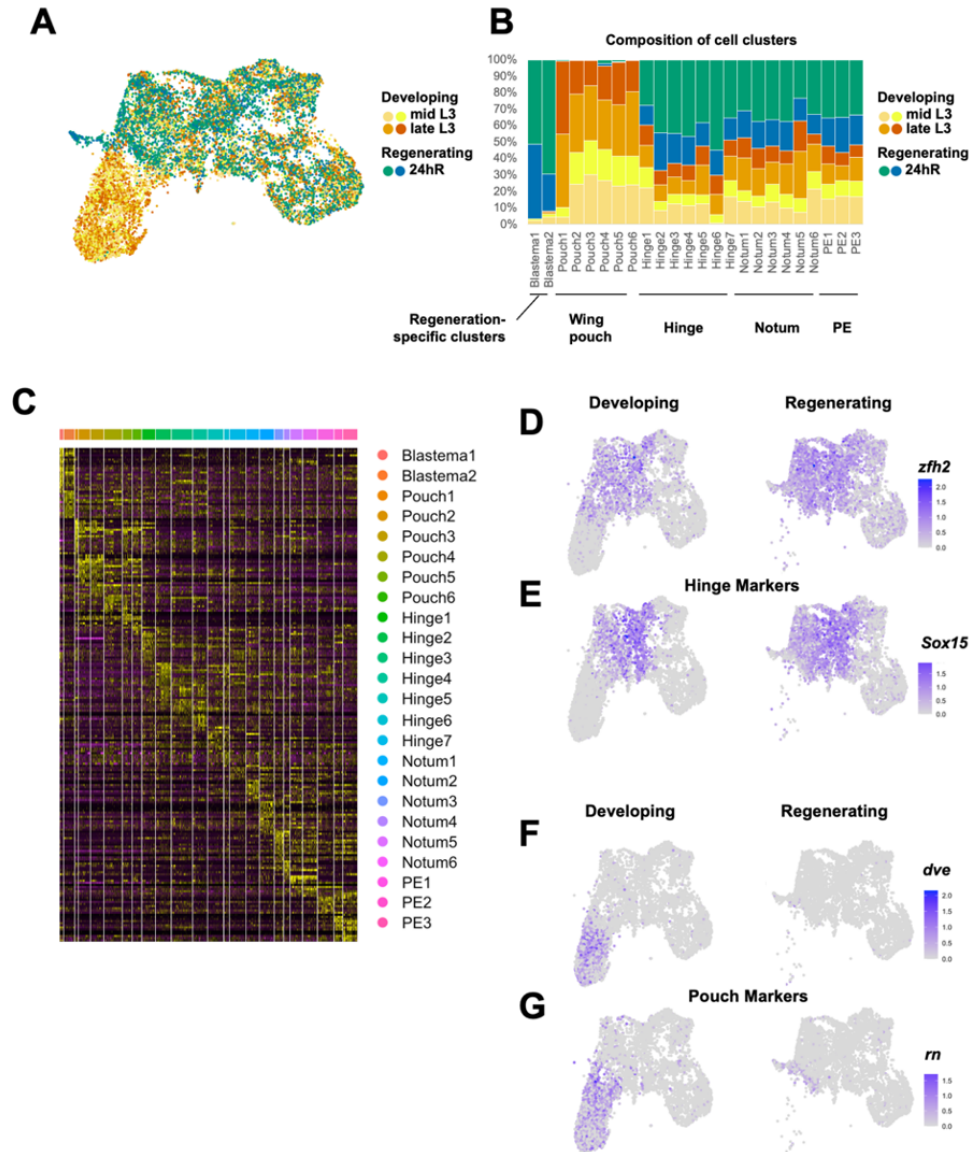 A
Developing
mid L3
late L3
Regenerating
24hR
B
Composition of cell clusters
100%
90%
80%
70%
60%
50%
40%
30%
20%
10%
0%
Blastema1
Blastema2
Pouch1
Pouch2
Pouch3
Pouch4
Pouch5
Pouch6
Hinge1
Hinge2
Hinge3
Hinge4
Hinge5
Hinge6
Hinge7
Notum1
Notum2
Notum3
Notum4
Notum5
Notum6
PE1
PE2
PE3
Regeneration-
specific clusters
Wing
pouch
Hinge
Notum
PE
Developing
mid L3
late L3
Regenerating
24hR
C
Blastema1
Blastema2
Pouch1
Pouch2
Pouch3
Pouch4
Pouch5
Pouch6
Hinge1
Hinge2
Hinge3
Hinge4
Hinge5
Hinge6
Hinge7
Notum1
Notum2
Notum3
Notum4
Notum5
Notum6
PE1
PE2
PE3
D
Developing
Regenerating
zfh2
2.0
1.5
1.0
0.5
0.0
Hinge Markers
E
Sox15
1.5
1.0
0.5
0.0
F
Developing
Regenerating
dve
2.0
1.5
1.0
0.5
0.0
Pouch Markers
G
rn
1.5
1.0
0.5
0.0